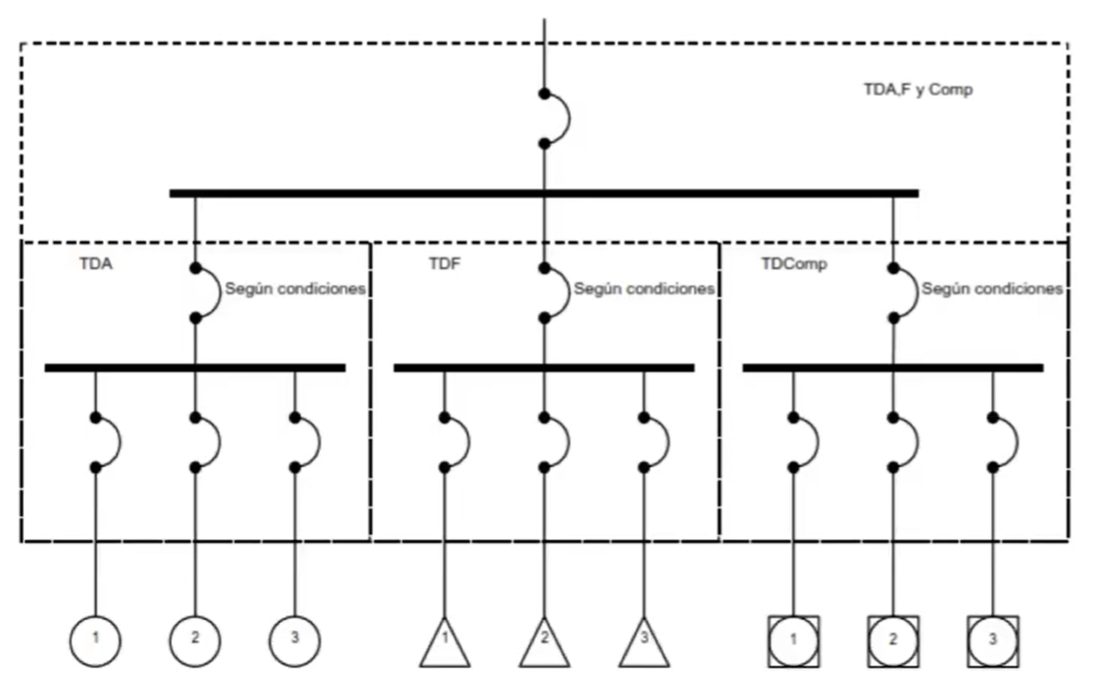 TDA,F y Comp
TDA
TDF
TDComp
Según condiciones
Según condiciones
Según condiciones
1
2
3
1
2
3
1
2
3